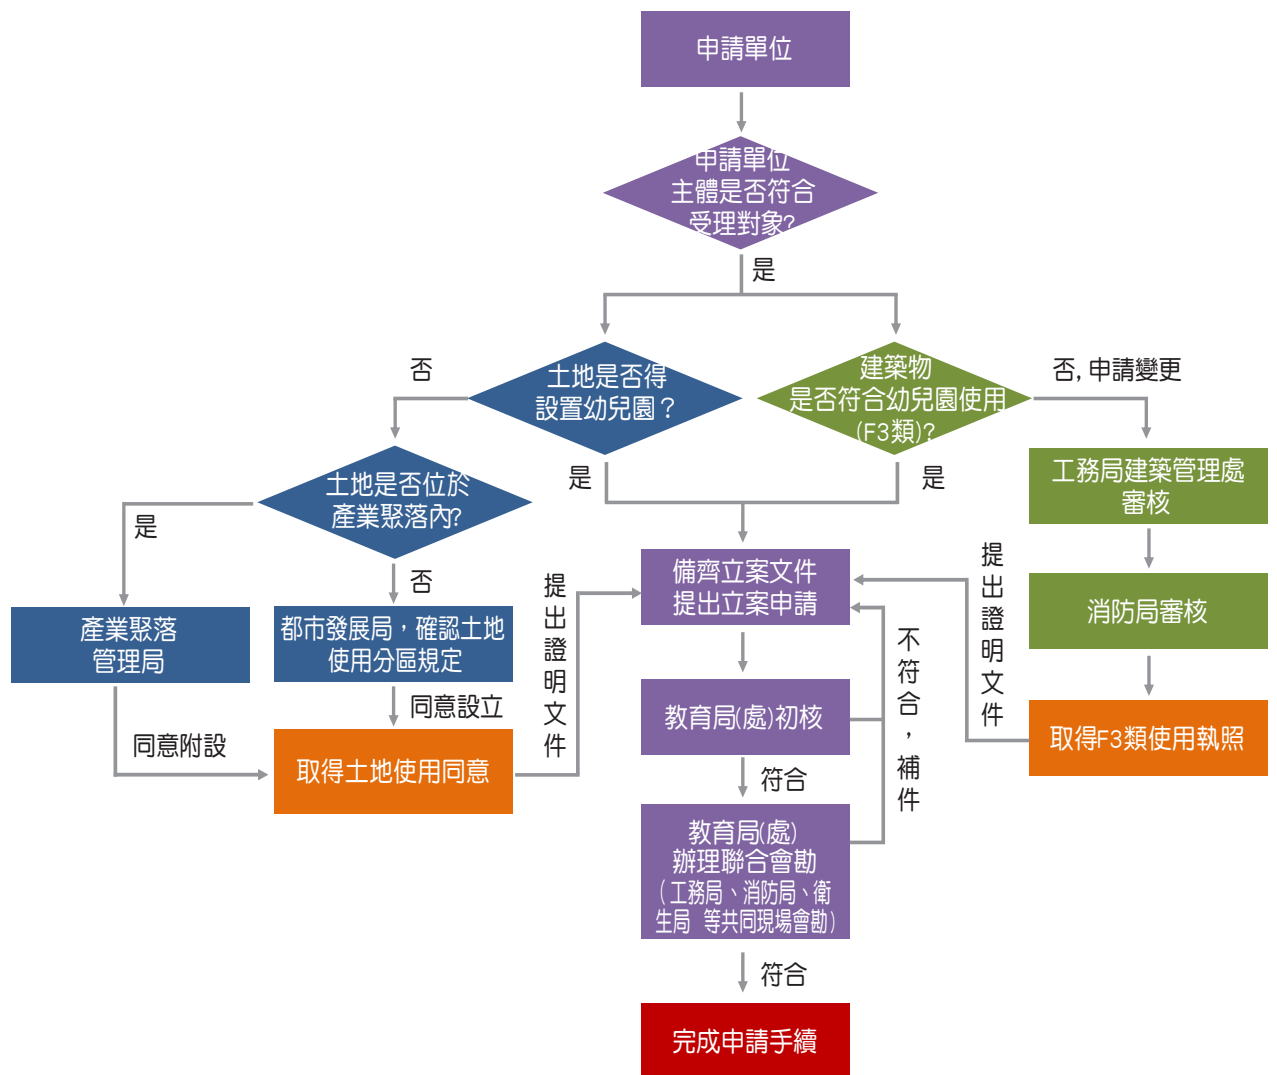 申請單位
申請單位
主體是否符合
受理對象?
是
否
土地是否得
設置幼兒園？
建築物
是否符合幼兒園使用
(F3類)?
否, 申請變更
是
是
土地是否位於
產業聚落內?
是
否
工務局建築管理處
審核
消防局審核
取得F3類使用執照
提出證明文件
產業聚落
管理局
都市發展局，確認土地
使用分區規定
同意附設
同意設立
取得土地使用同意
提出證明文件
備齊立案文件
提出立案申請
教育局(處)初核
不符合，補件
符合
教育局(處)
辦理聯合會勘
(工務局、消防局、衛
生局 等共同現場會勘)
符合
完成申請手續